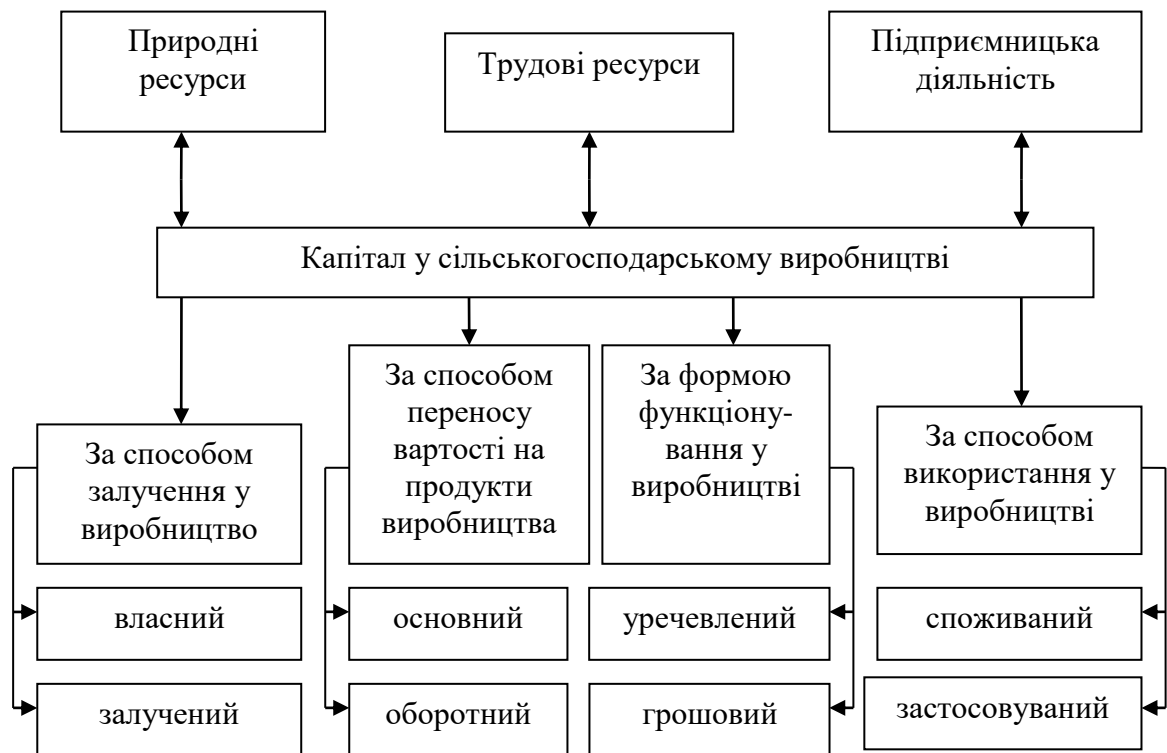 Природні
ресурси
Трудові ресурси
Підприємницька
діяльність
Капітал у сільськогосподарському виробництві
За способом
залучення у
виробництво
За способом
переносу
вартості на
продукти
виробництва
За формою
функціону-
вання у
виробництві
За способом
використання у
виробництві
власний
основний
уречевлений
споживаний
залучений
оборотний
грошовий
застосовуваний